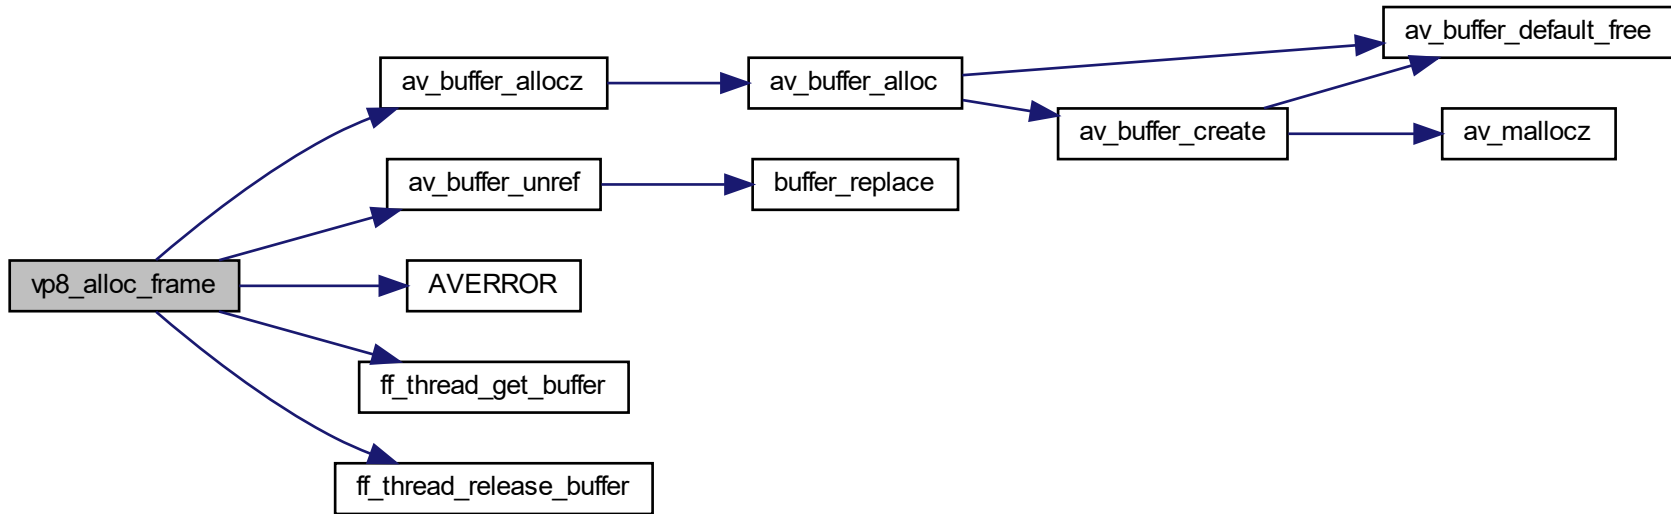 av_buffer_default_free
av_buffer_allocz
av_buffer_alloc
av_buffer_create
av_mallocz
av_buffer_unref
buffer_replace
vp8_alloc_frame
AVERROR
ff_thread_get_buffer
ff_thread_release_buffer